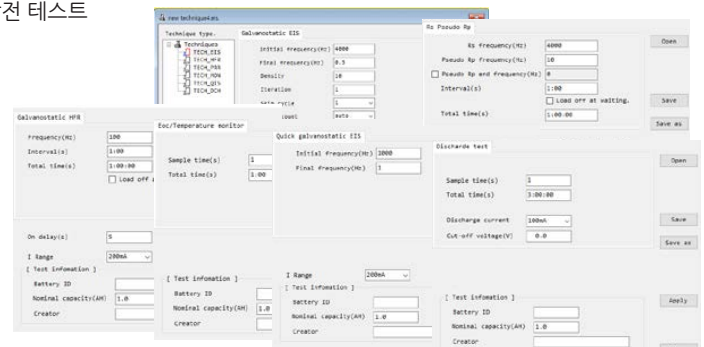 전 테스트
new technique4.es
Technique type.
Techniques
TECH_EIS
TECH_HFR
TECH_PRR
TECH_MON
TECH_QIS
TECH_DCH
Galvanostatic EIS
Initial frequency(Hz) 4000
Final frequency(Hz) 0.5
Density 10
Iteration 1
cycle 1
count auto
Rs Pseudo Rp
Rs frequency(Hz) 4000
Pseudo Rp frequency(Hz) 10
Pseudo Rp and frequency(Hz) 0
Interval(s) 1:00
Load off at waiting.
Total time(s) 1:00:00
Open
Save
Save as
Galvanostatic HFR
Frequency(Hz) 100
Interval(s) 1:00
Total time(s) 1:00:00
Load off
On delay(s) 5
I Range 200mA
[ Test infomation ]
Battery ID
Nominal capacity(AH) 1.0
Creator
Eoc/Temperature monitor
Sample time(s) 1
Total time(s) 1:00
[ Test infomation ]
Battery ID
Nominal capacity(AH) 1.0
Creator
Quick galvanostatic EIS
Initial frequency(Hz) 1000
Final frequency(Hz) 1
I Range 200mA
[ Test infomation ]
Battery ID
Nominal capacity(AH) 1.0
Creator
Discharde test
Sample time(s) 1
Total time(s) 3:00:00
Discharge current 100mA
Cut-off voltage(V) 0.0
[ Test infomation ]
Battery ID
Nominal capacity(AH) 1.0
Creator
Open
Save
Save as
Apply